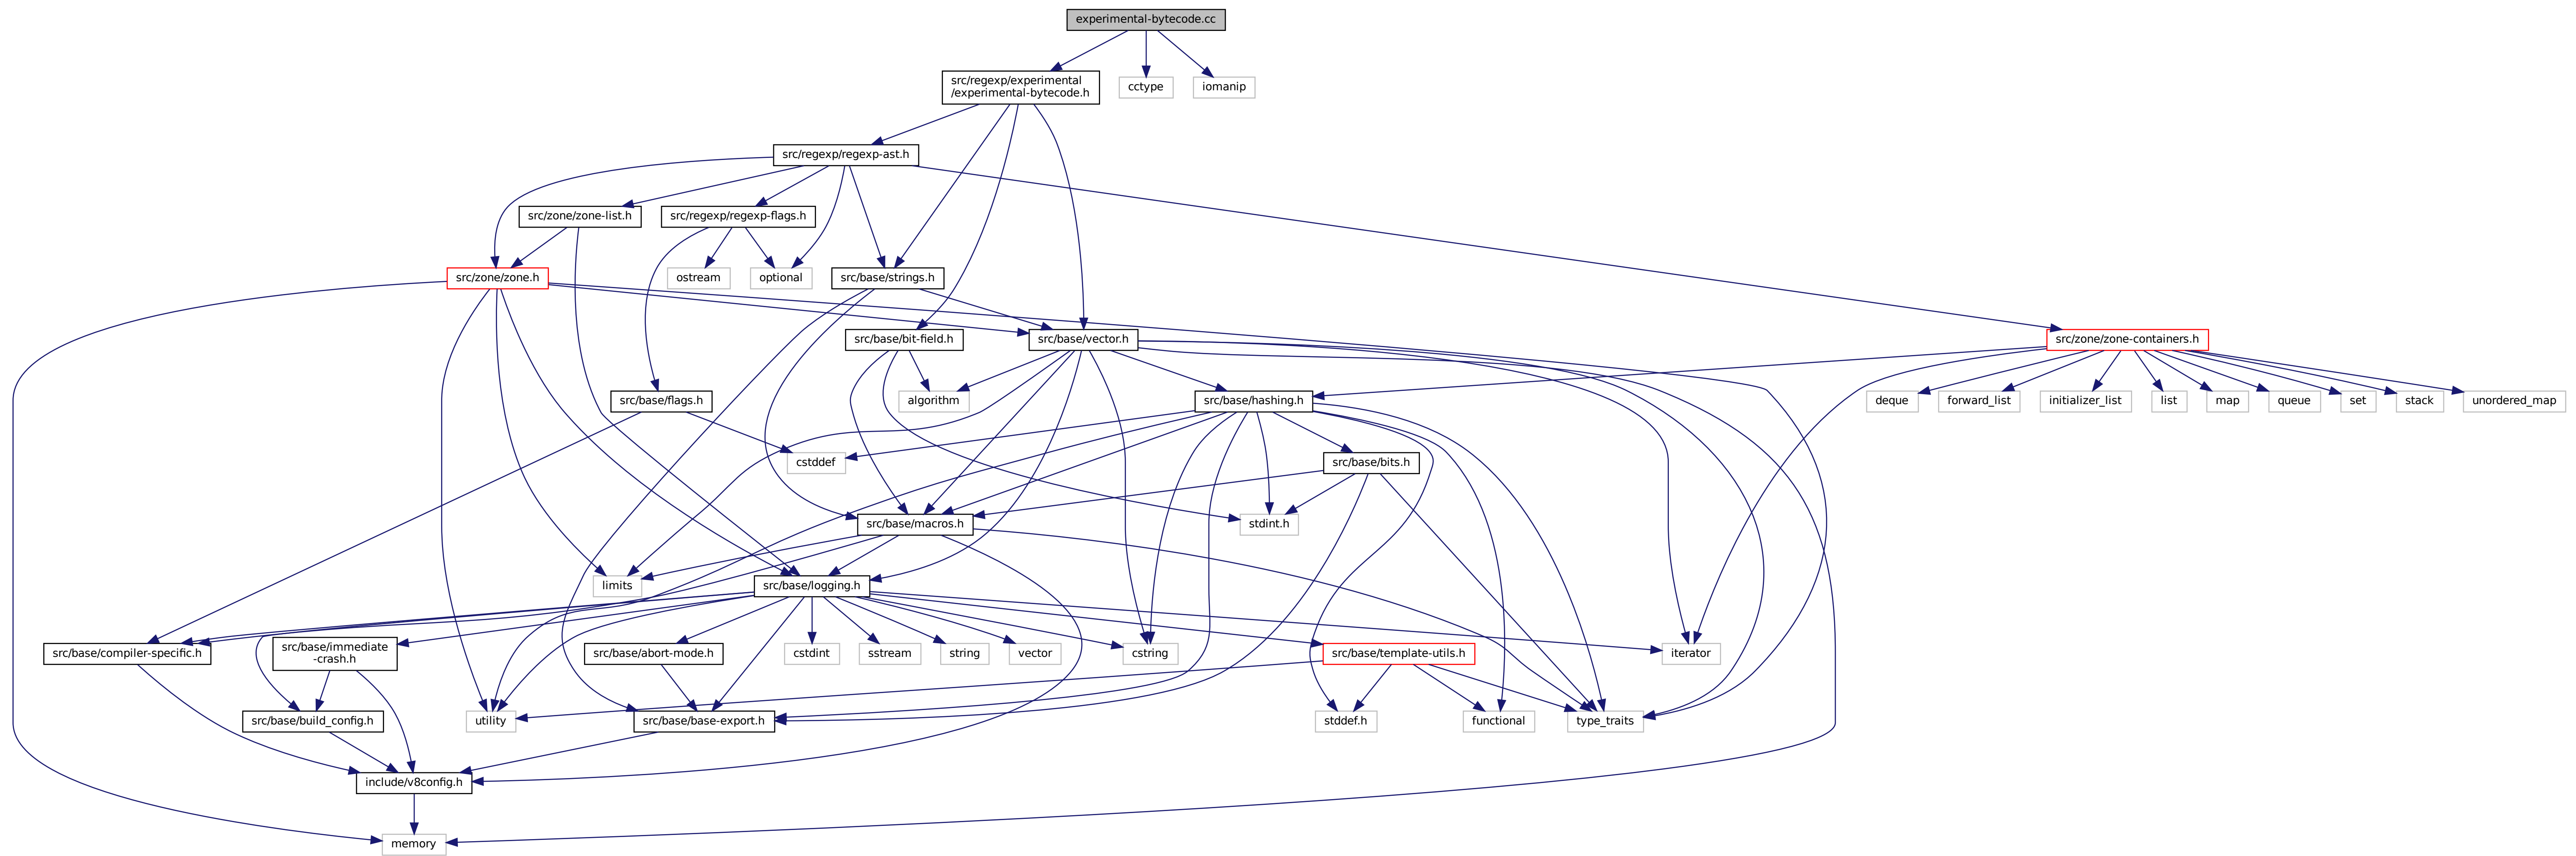 experimental-bytecode.cc
src/regexp/experimental
/experimental-bytecode.h
cctype
iomanip
src/regexp/regexp-ast.h
src/zone/zone-list.h
src/regexp/regexp-flags.h
src/zone/zone.h
ostream
optional
src/base/strings.h
src/base/bit-field.h
src/base/vector.h
src/zone/zone-containers.h
src/base/flags.h
algorithm
src/base/hashing.h
deque
forward_list
initializer_list
list
map
queue
set
stack
unordered_map
cstddef
src/base/bits.h
src/base/macros.h
stdint.h
limits
src/base/logging.h
src/base/compiler-specific.h
src/base/immediate
-crash.h
src/base/abort-mode.h
cstdint
sstream
string
vector
cstring
src/base/template-utils.h
iterator
src/base/build_config.h
utility
src/base/base-export.h
stddef.h
functional
type_traits
include/v8config.h
memory